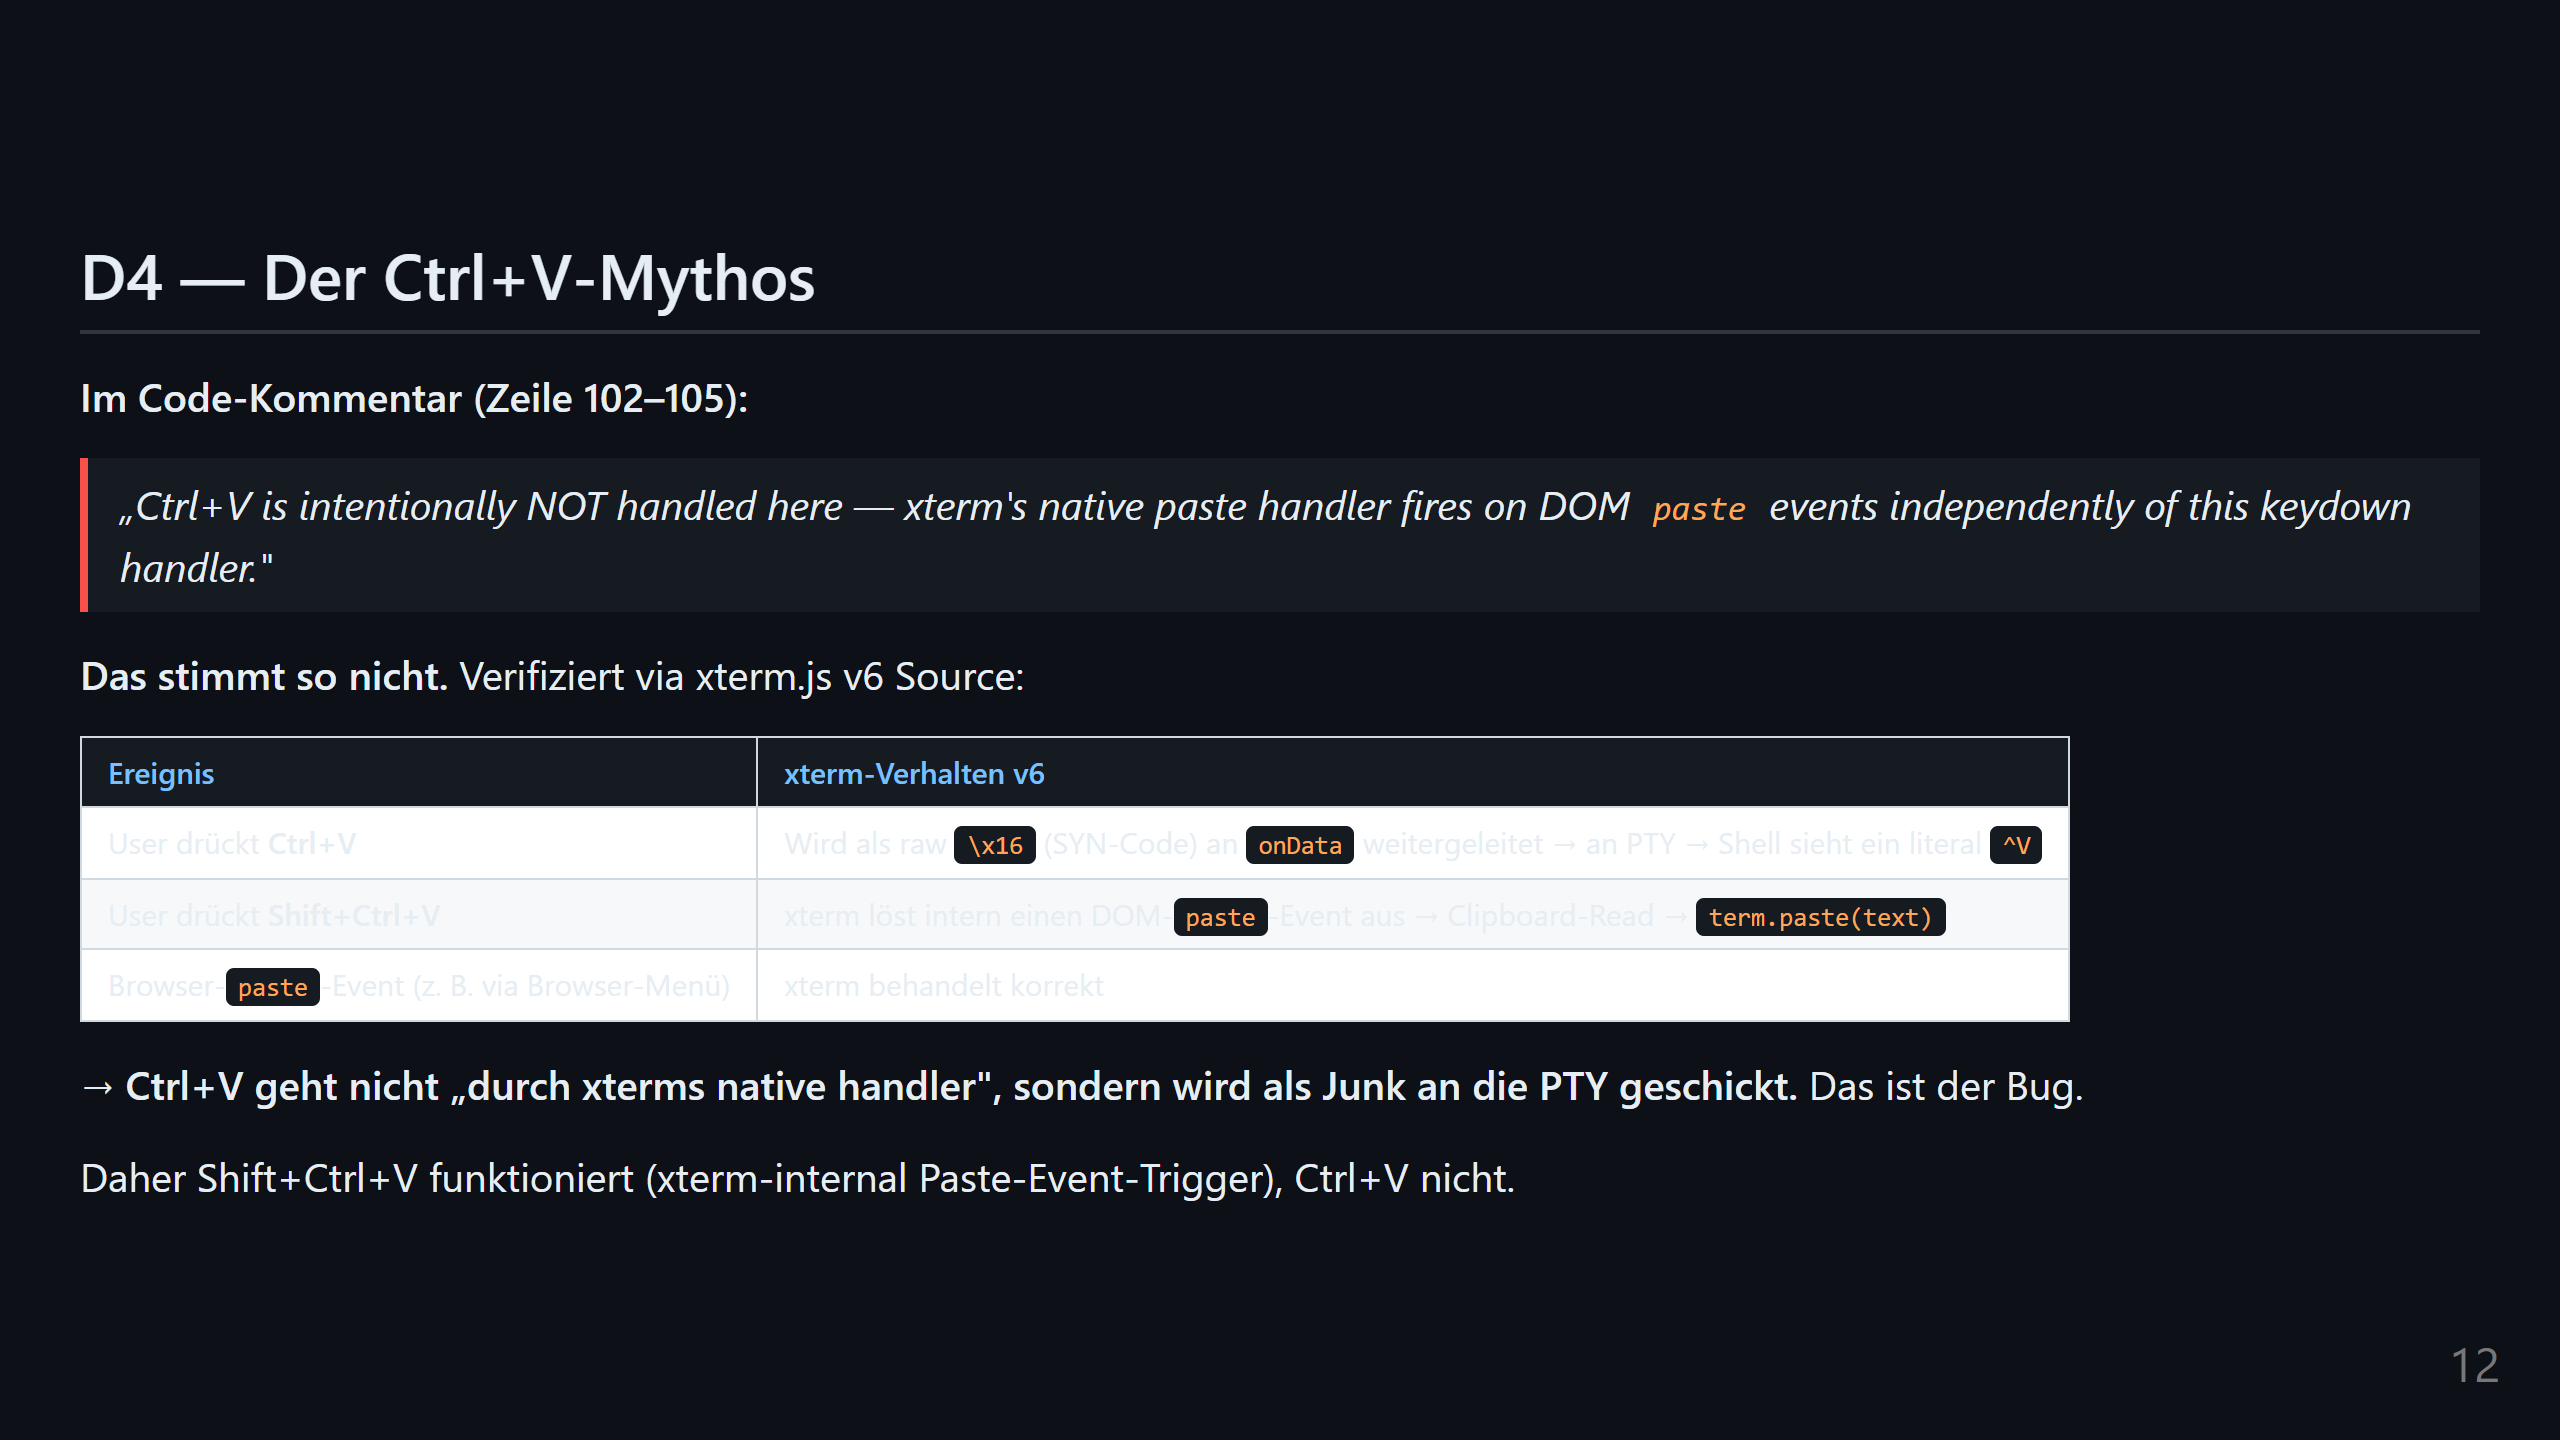 D4 — Der Ctrl+V-Mythos
Im Code-Kommentar (Zeile 102–105):
„Ctrl+V is intentionally NOT handled here — xterm's native paste handler fires on DOM paste events independently of this keydown
handler."
Das stimmt so nicht. Verifiziert via xterm.js v6 Source:
Ereignis xterm-Verhalten v6
User drückt Ctrl+V Wird als raw \x16 (SYN-Code) an onData weitergeleitet → an PTY → Shell sieht ein literal ^V
User drückt Shift+Ctrl+V xterm löst intern einen DOM-paste-Event aus → Clipboard-Read → term.paste(text)
Browser-paste-Event (z. B. via Browser-Menü) xterm behandelt korrekt
→ Ctrl+V geht nicht „durch xterms native handler", sondern wird als Junk an die PTY geschickt. Das ist der Bug.
Daher Shift+Ctrl+V funktioniert (xterm-internal Paste-Event-Trigger), Ctrl+V nicht.
12